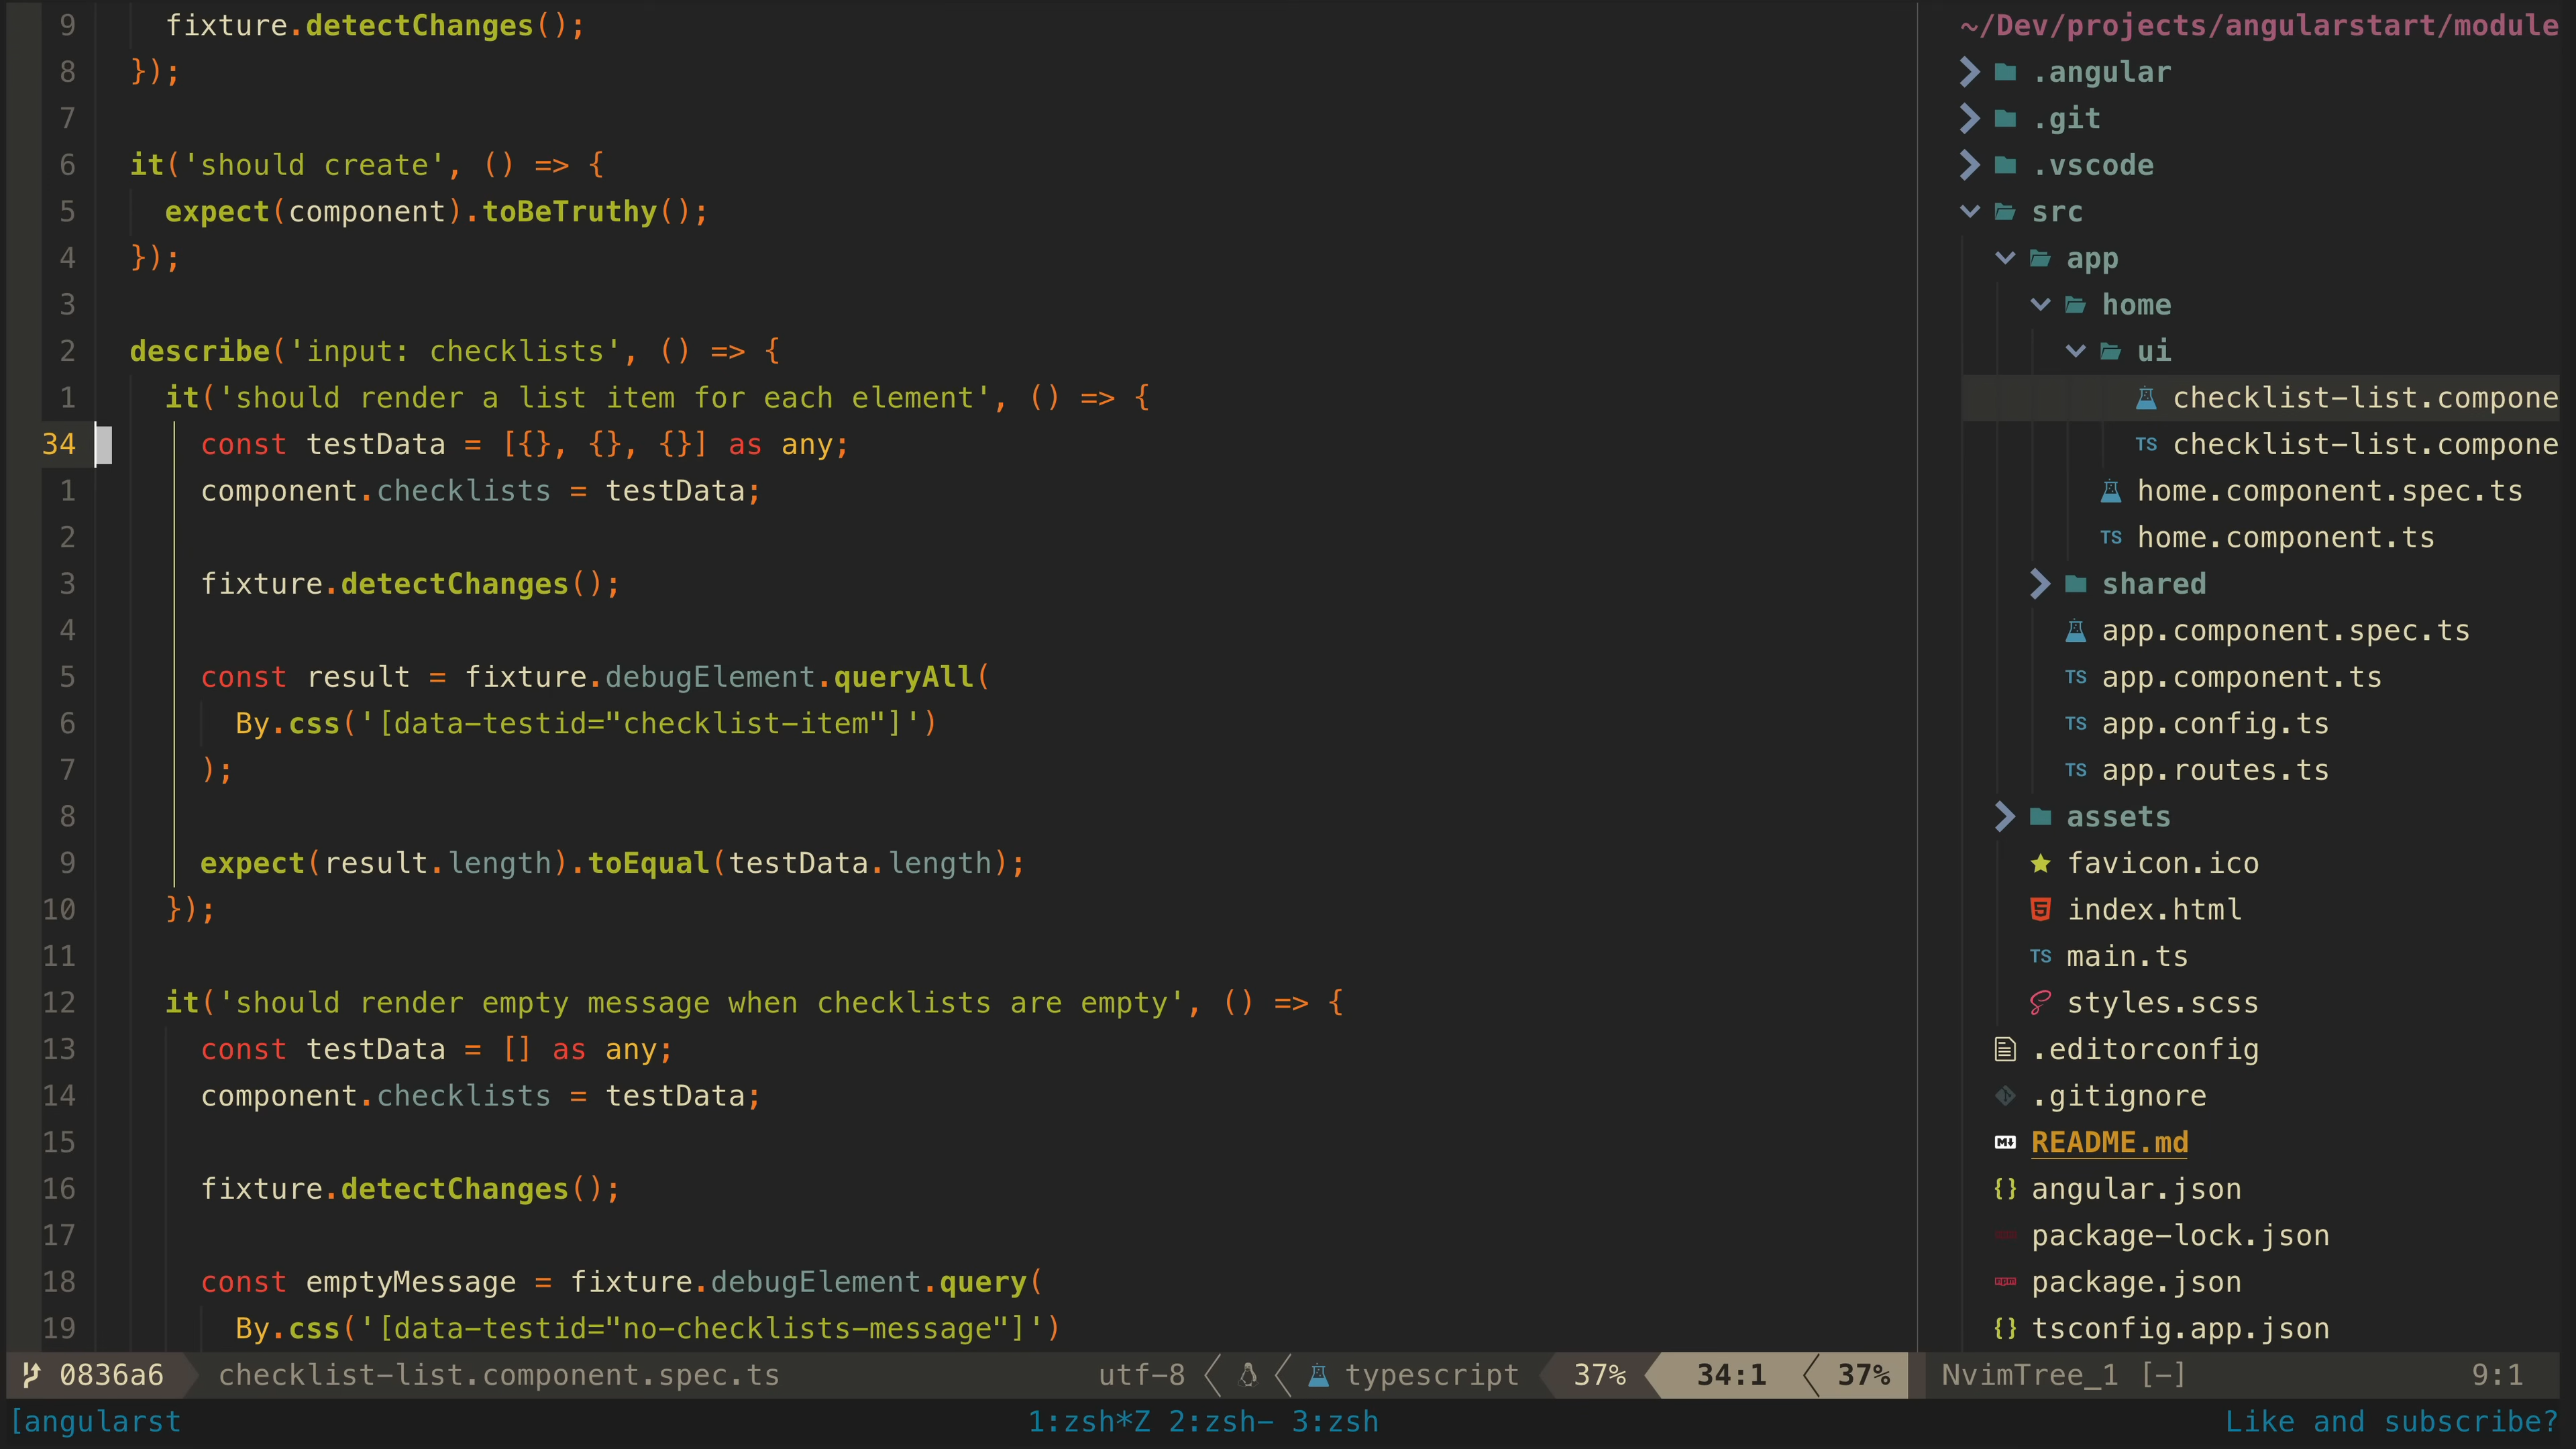 9 fixture.detectChanges();
8 });
7
6 it('should create', () => {
5 expect(component).toBeTruthy();
4 });
3
2 describe('input: checklists', () => {
1 it('should render a list item for each element', () => {
34 const testData = [{}, {}, {}] as any;
1 component.checklists = testData;
2
3 fixture.detectChanges();
4
5 const result = fixture.debugElement.queryAll(
6 By.css('[data-testid="checklist-item"]')
7 );
8
9 expect(result.length).toEqual(testData.length);
10 });
11
12 it('should render empty message when checklists are empty', () => {
13 const testData = [] as any;
14 component.checklists = testData;
15
16 fixture.detectChanges();
17
18 const emptyMessage = fixture.debugElement.query(
19 By.css('[data-testid="no-checklists-message"]')
~/Dev/projects/angularstart/module
.angular
.git
.vscode
src
app
home
ui
checklist-list.compone
TS checklist-list.compone
home.component.spec.ts
TS home.component.ts
shared
app.component.spec.ts
TS app.component.ts
TS app.config.ts
TS app.routes.ts
assets
favicon.ico
index.html
TS main.ts
styles.scss
.editorconfig
.gitignore
README.md
{} angular.json
package-lock.json
package.json
{} tsconfig.app.json
0836a6 checklist-list.component.spec.ts utf-8 typescript 37% 34:1 37% NvimTree_1 [-] 9:1
[angularst 1:zsh*Z 2:zsh- 3:zsh Like and subscribe?